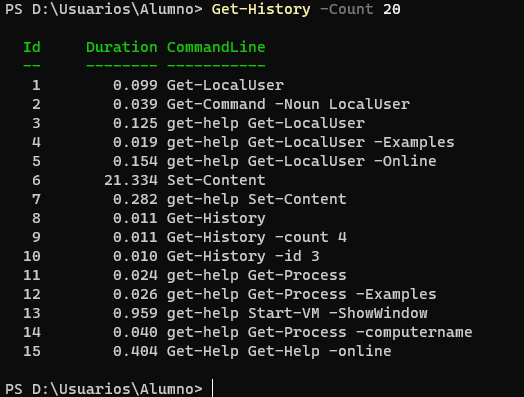 PS D:\Usuarios\Alumno> Get-History -Count 20
Id Duration CommandLine
-- -------- -----------
1 0.099 Get-LocalUser
2 0.039 Get-Command -Noun LocalUser
3 0.125 get-help Get-LocalUser
4 0.019 get-help Get-LocalUser -Examples
5 0.154 get-help Get-LocalUser -Online
6 21.334 Set-Content
7 0.282 get-help Set-Content
8 0.011 Get-History
9 0.011 Get-History -count 4
10 0.010 Get-History -id 3
11 0.024 get-help Get-Process
12 0.026 get-help Get-Process -Examples
13 0.959 get-help Start-VM -ShowWindow
14 0.040 get-help Get-Process -computername
15 0.404 Get-Help Get-Help -online
PS D:\Usuarios\Alumno>